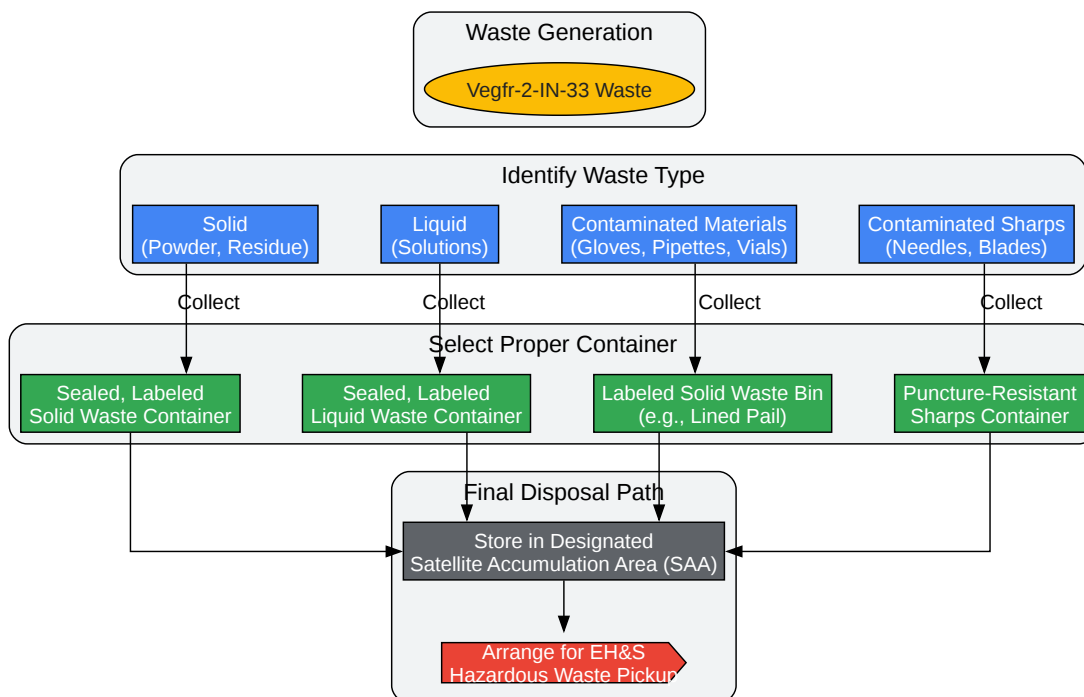 Waste Generation
Vegfr-2-IN-33 Waste
Identify Waste Type
Solid
(Powder, Residue)
Liquid
(Solutions)
Contaminated Materials
(Gloves, Pipettes, Vials)
Contaminated Sharps
(Needles, Blades)
Collect
Collect
Collect
Collect
Select Proper Container
Sealed, Labeled
Solid Waste Container
Sealed, Labeled
Liquid Waste Container
Labeled Solid Waste Bin
(e.g., Lined Pail)
Puncture-Resistant
Sharps Container
Final Disposal Path
Store in Designated
Satellite Accumulation Area (SAA)
Arrange for EH&S
Hazardous Waste Pickup